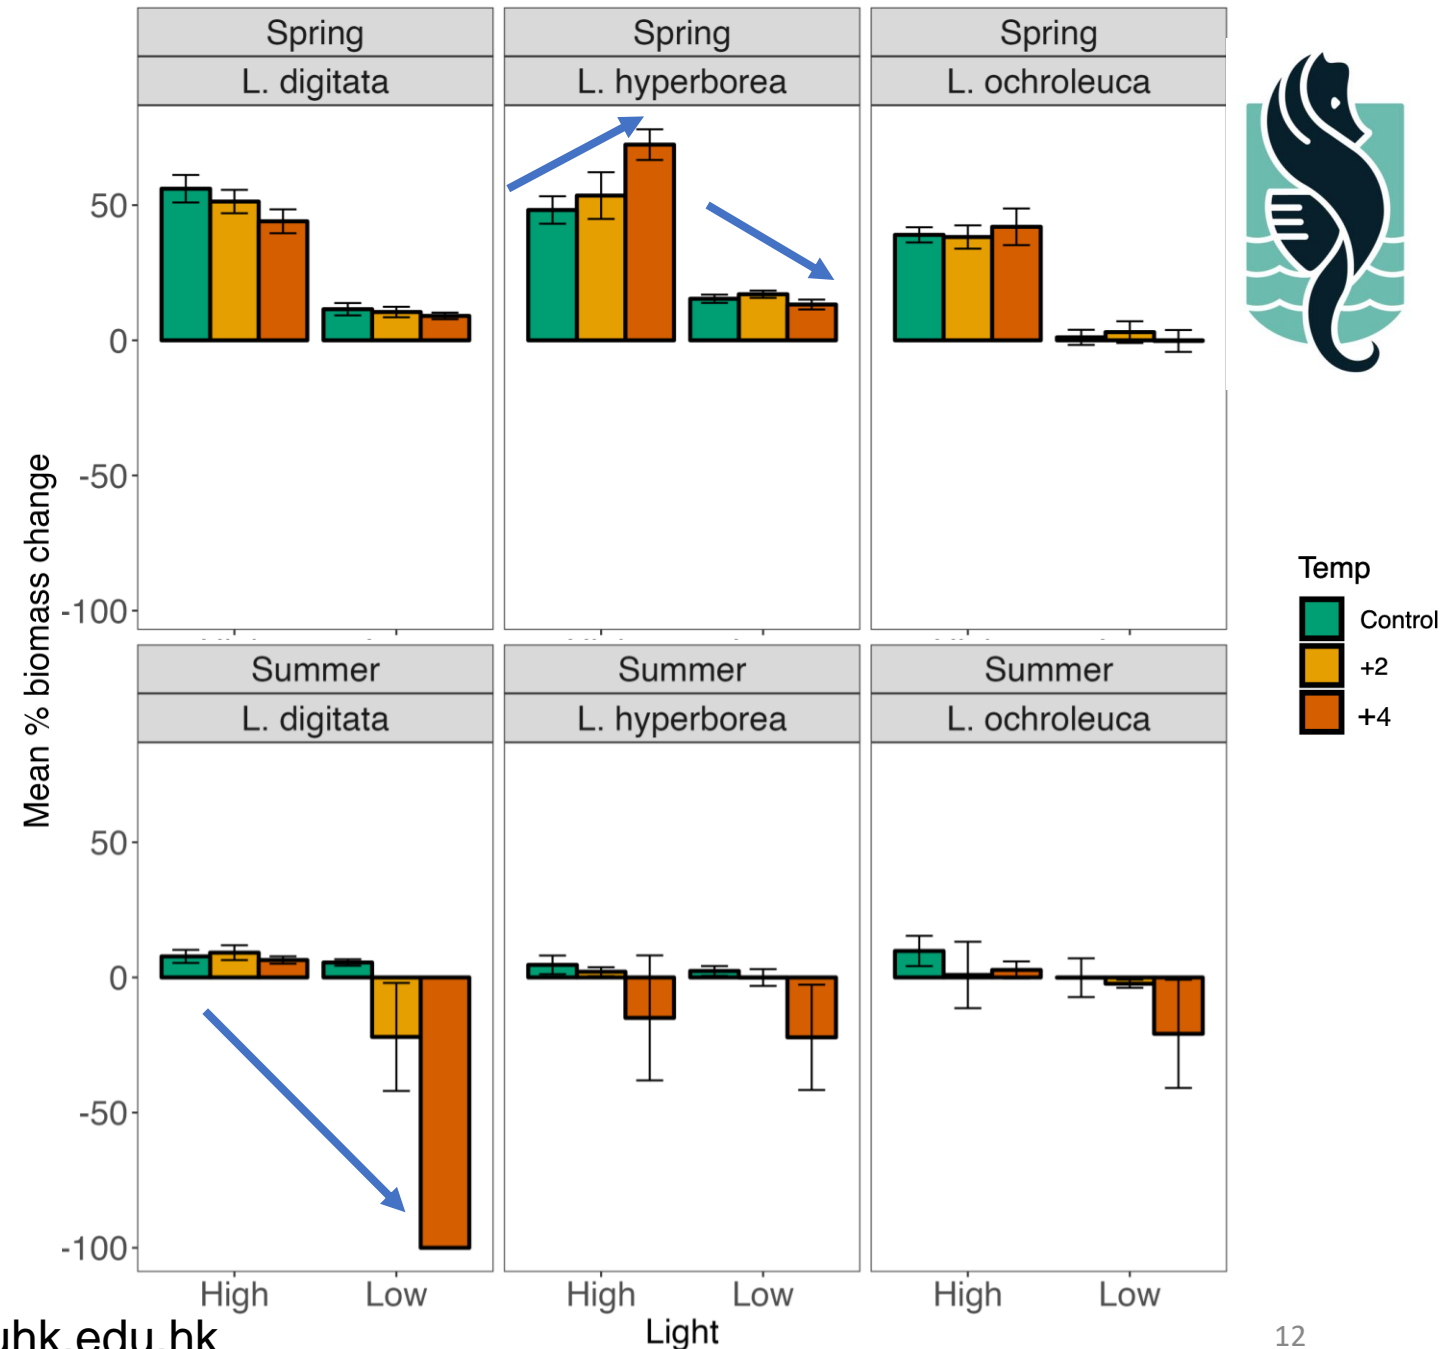 Spring
Spring
Spring
L. digitata
L. hyperborea
L. ochroleuca
50
0
-50
-100
Mean % biomass change
Temp
Control
+2
+4
Summer
Summer
Summer
L. digitata
L. hyperborea
L. ochroleuca
50
0
-50
-100
High
Low
High
Low
High
Low
Light
uhk.edu.hk
12